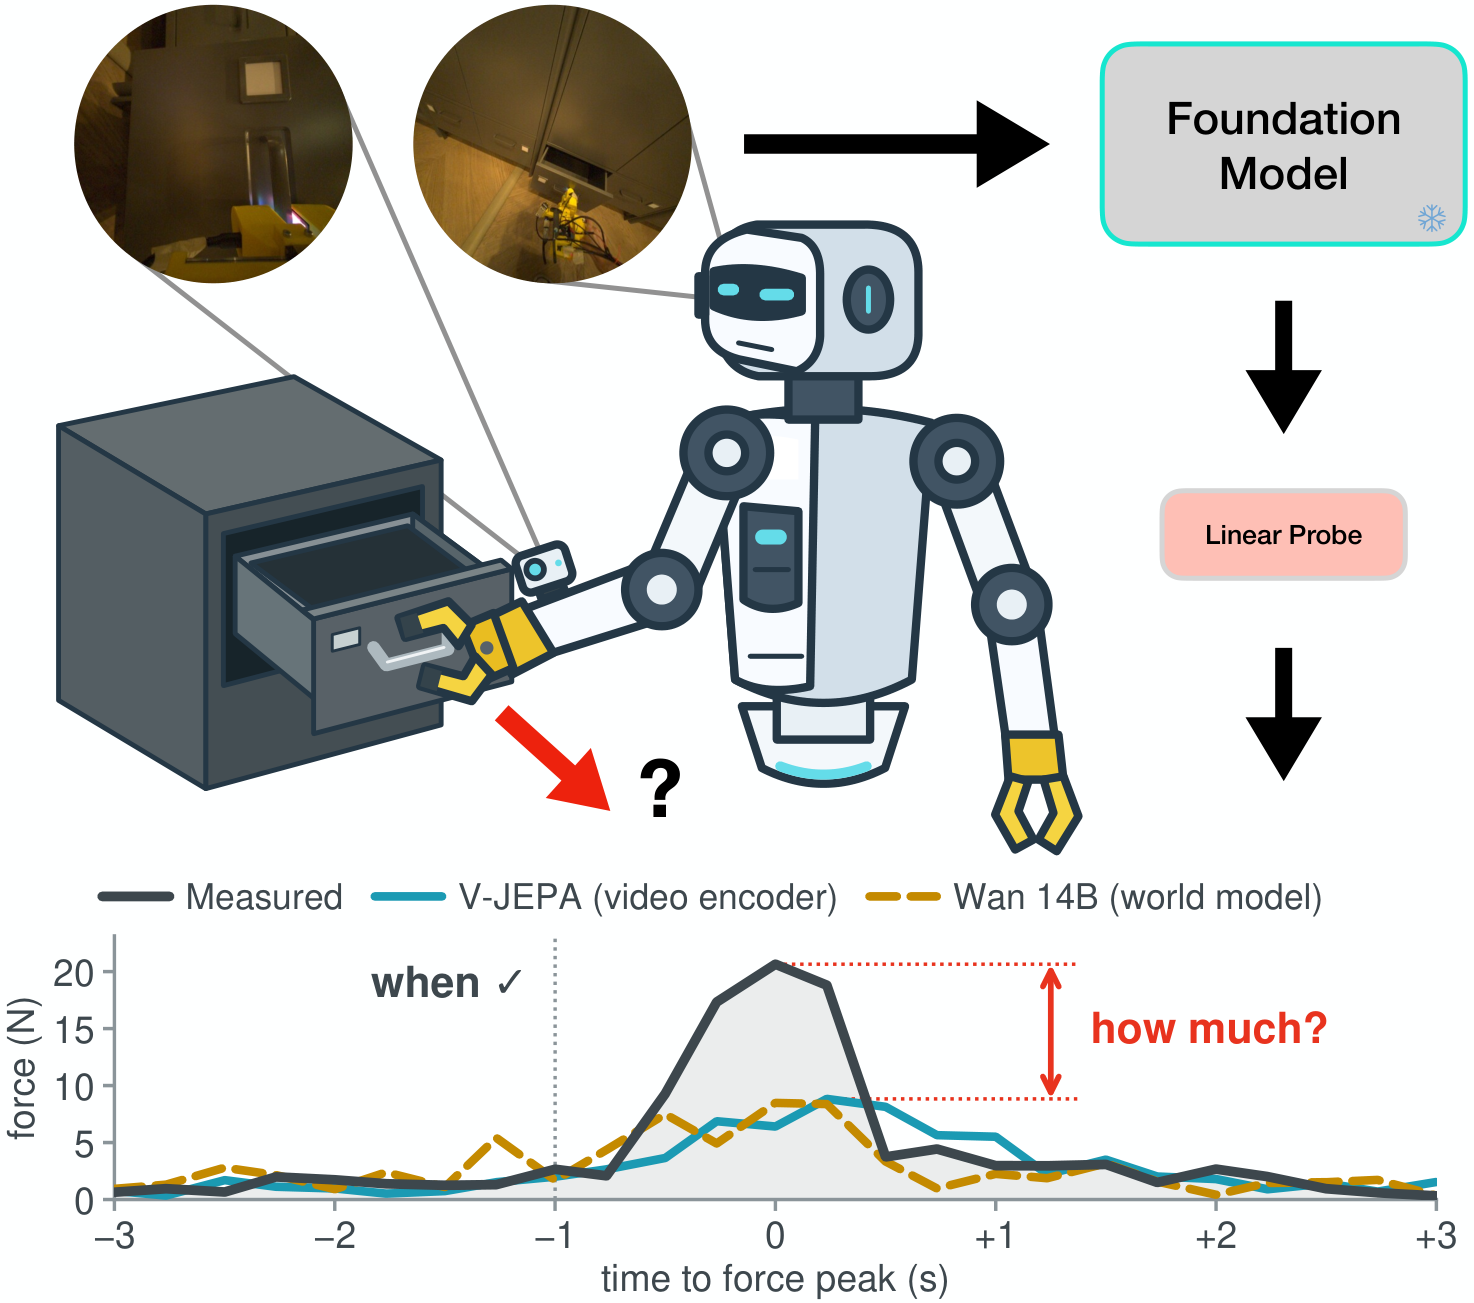 Foundation
Model
Linear Probe
?
Measured V-JEPA (video encoder) Wan 14B (world model)
when ✓
how much?
force (N)
20
15
10
5
0
−3 −2 −1 0 +1 +2 +3
time to force peak (s)